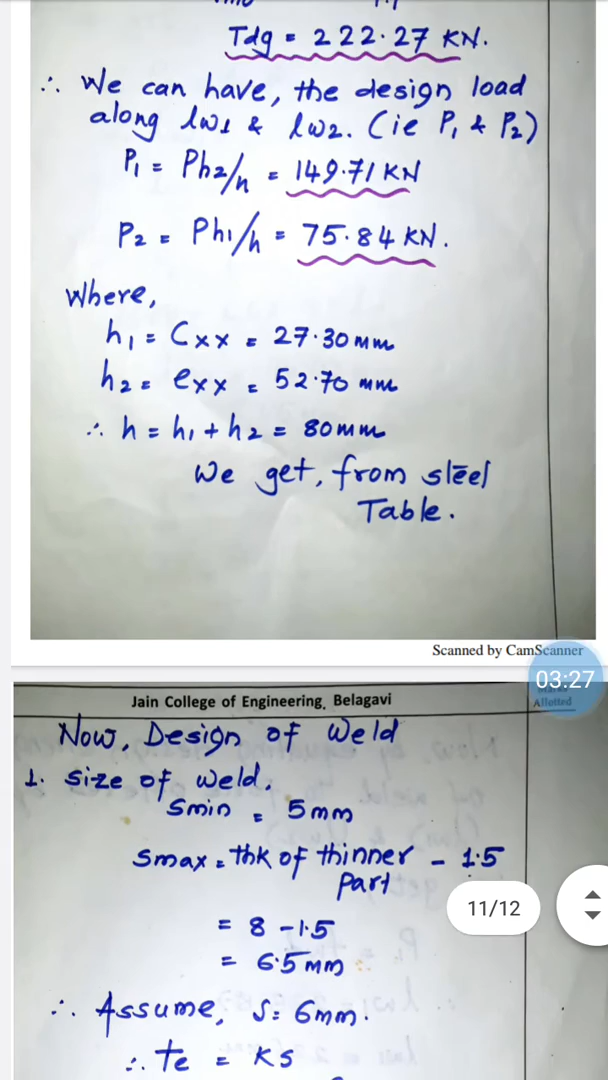 Tdg = 222.27 KN.
∴ We can have, the design load
along lw1 & lw2. (ie P1 & P2)
P1 = Ph2/h = 149.71 KN
P2 = Ph1/h = 75.84 KN.
Where,
h1 = Cxx = 27.30mm
h2 = exx = 52.70 mm
∴ h = h1 + h2 = 80mm
We get, from steel
Table.
Scanned by CamScanner
03:27
Allotted
Jain College of Engineering, Belagavi
Now, Design of Weld
1. Size of weld.
Smin = 5mm
Smax = thk of thinner - 1.5
part
11/12
= 8 - 1.5
= 6.5mm
∴ Assume, S= 6mm.
∴ te = KS